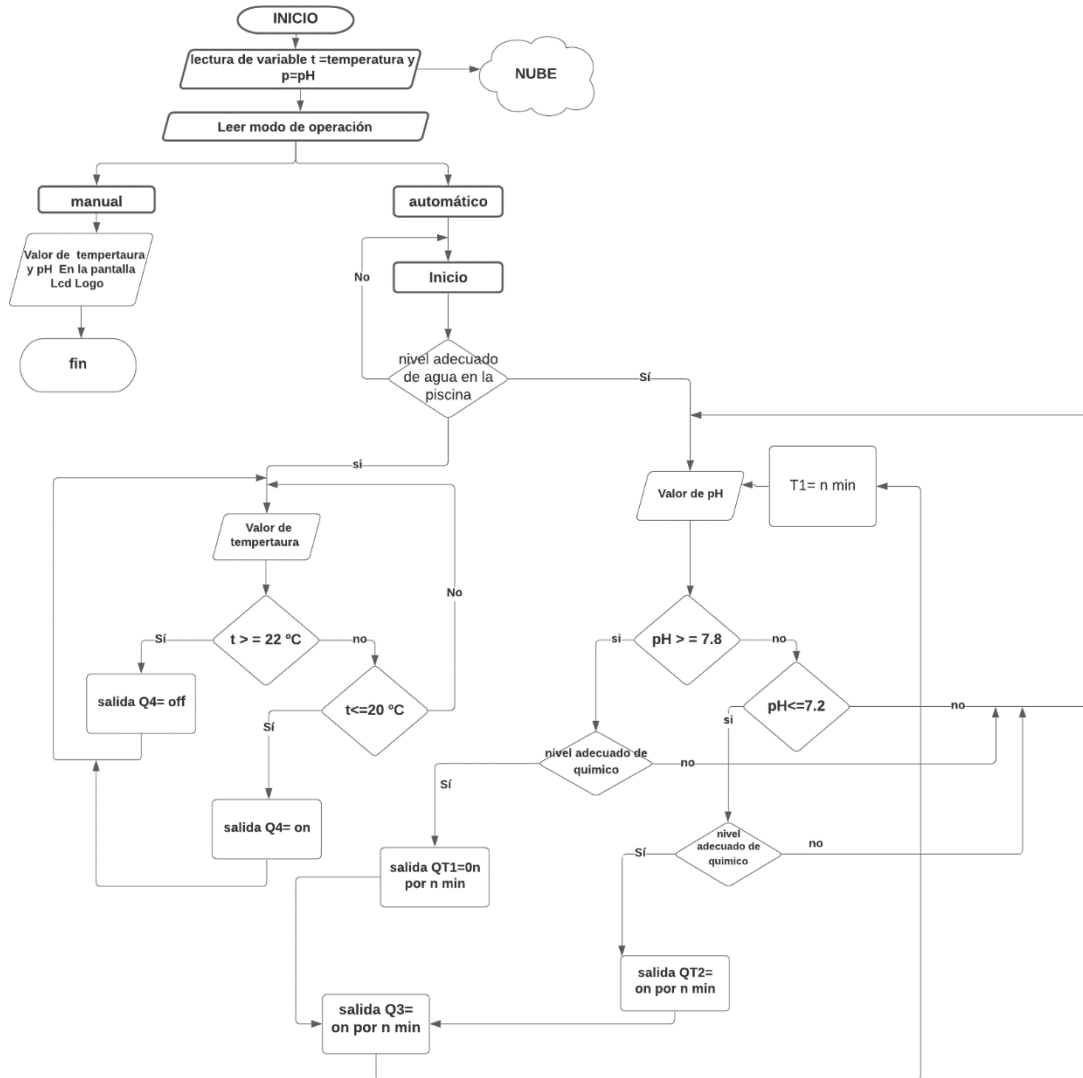 INICIO
lectura de variable t =temperatura y
p=pH
NUBE
Leer modo de operación
manual
automático
Valor de tempertaura
y pH En la pantalla
Lcd Logo
No
Inicio
fin
nivel adecuado
de agua en la
piscina
Sí
si
Valor de pH
T1= n min
Valor de
tempertaura
No
t > = 22 ºC
Sí
no
pH > = 7.8
si
no
salida Q4= off
t<=20 ºC
Sí
pH<=7.2
si
no
nivel adecuado de
quimico
no
Sí
salida Q4= on
nivel
adecuado de
quimico
no
Sí
salida QT1=0n
por n min
salida QT2=
on por n min
salida Q3=
on por n min